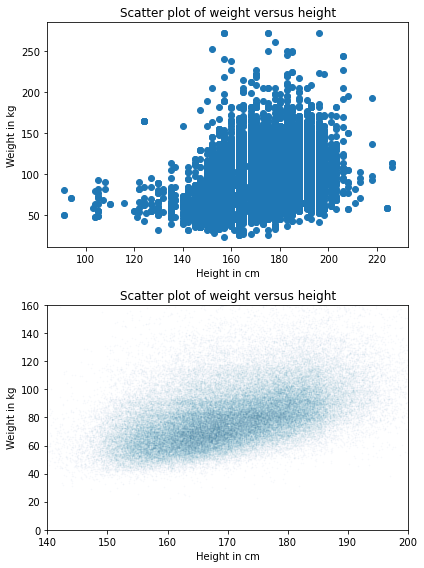 Scatter plot of weight versus height
250
200
150
100
50
Weight in kg
100 120 140 160 180 200 220
Height in cm
Scatter plot of weight versus height
160
140
120
100
80
60
40
20
0
Weight in kg
140 150 160 170 180 190 200
Height in cm